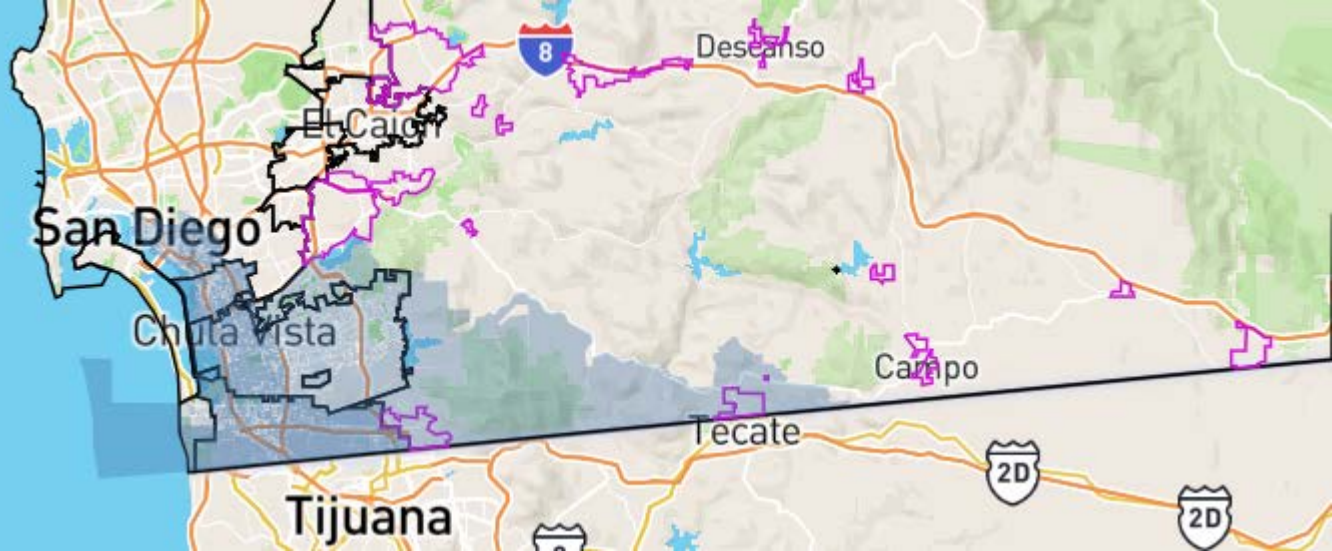 8
Descanso
El Cajon
San Diego
Chula Vista
Campo
Tecate
2D
2D
Tijuana